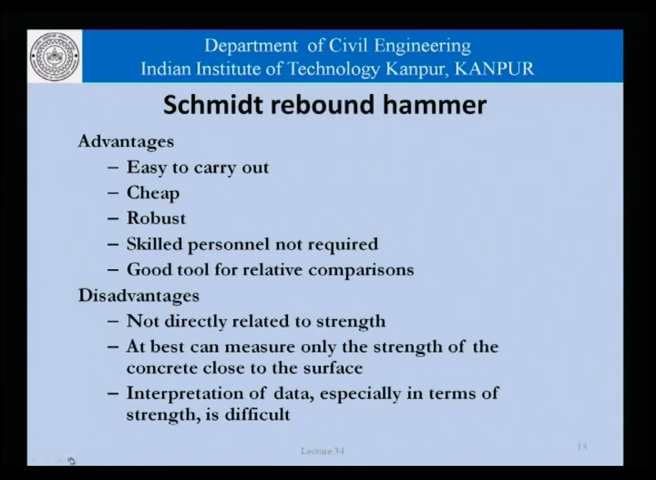 Department of Civil Engineering
Indian Institute of Technology Kanpur, KANPUR
Schmidt rebound hammer
Advantages
– Easy to carry out
– Cheap
– Robust
– Skilled personnel not required
– Good tool for relative comparisons
Disadvantages
– Not directly related to strength
– At best can measure only the strength of the
concrete close to the surface
– Interpretation of data, especially in terms of
strength, is difficult
Lecture 34
15